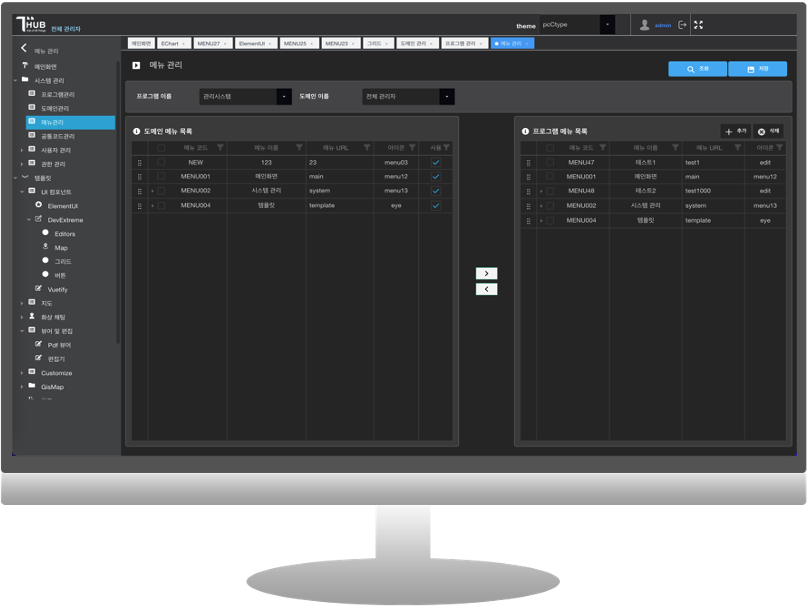 THUB 전체 관리자
theme pcCtype admin
메뉴 관리
메인화면 EChart MENU27 ElementUI MENU25 MENU23 그리드 도메인 관리 프로그램 관리 메뉴 관리
메인화면
시스템 관리
프로그램관리
도메인관리
메뉴관리
공통코드관리
사용자 관리
권한 관리
템플릿
UI 컴포넌트
ElementUI
DevExtreme
Editors
Map
그리드
버튼
Vuetify
지도
화상 채팅
뷰어 및 편집
Pdf 뷰어
편집기
Customize
GisMap
메뉴 관리
조회 저장
프로그램 이름 관리시스템 도메인 이름 전체 관리자
도메인 메뉴 목록
메뉴 코드 메뉴 이름 메뉴 URL 아이콘 사용
NEW 123 23 menu03
MENU001 메인화면 main menu12
MENU002 시스템 관리 system menu13
MENU004 템플릿 template eye
프로그램 메뉴 목록
추가 삭제
메뉴 코드 메뉴 이름 메뉴 URL 아이콘
MENU47 테스트1 test1 edit
MENU001 메인화면 main menu12
MENU48 테스트2 test1000 edit
MENU002 시스템 관리 system menu13
MENU004 템플릿 template eye